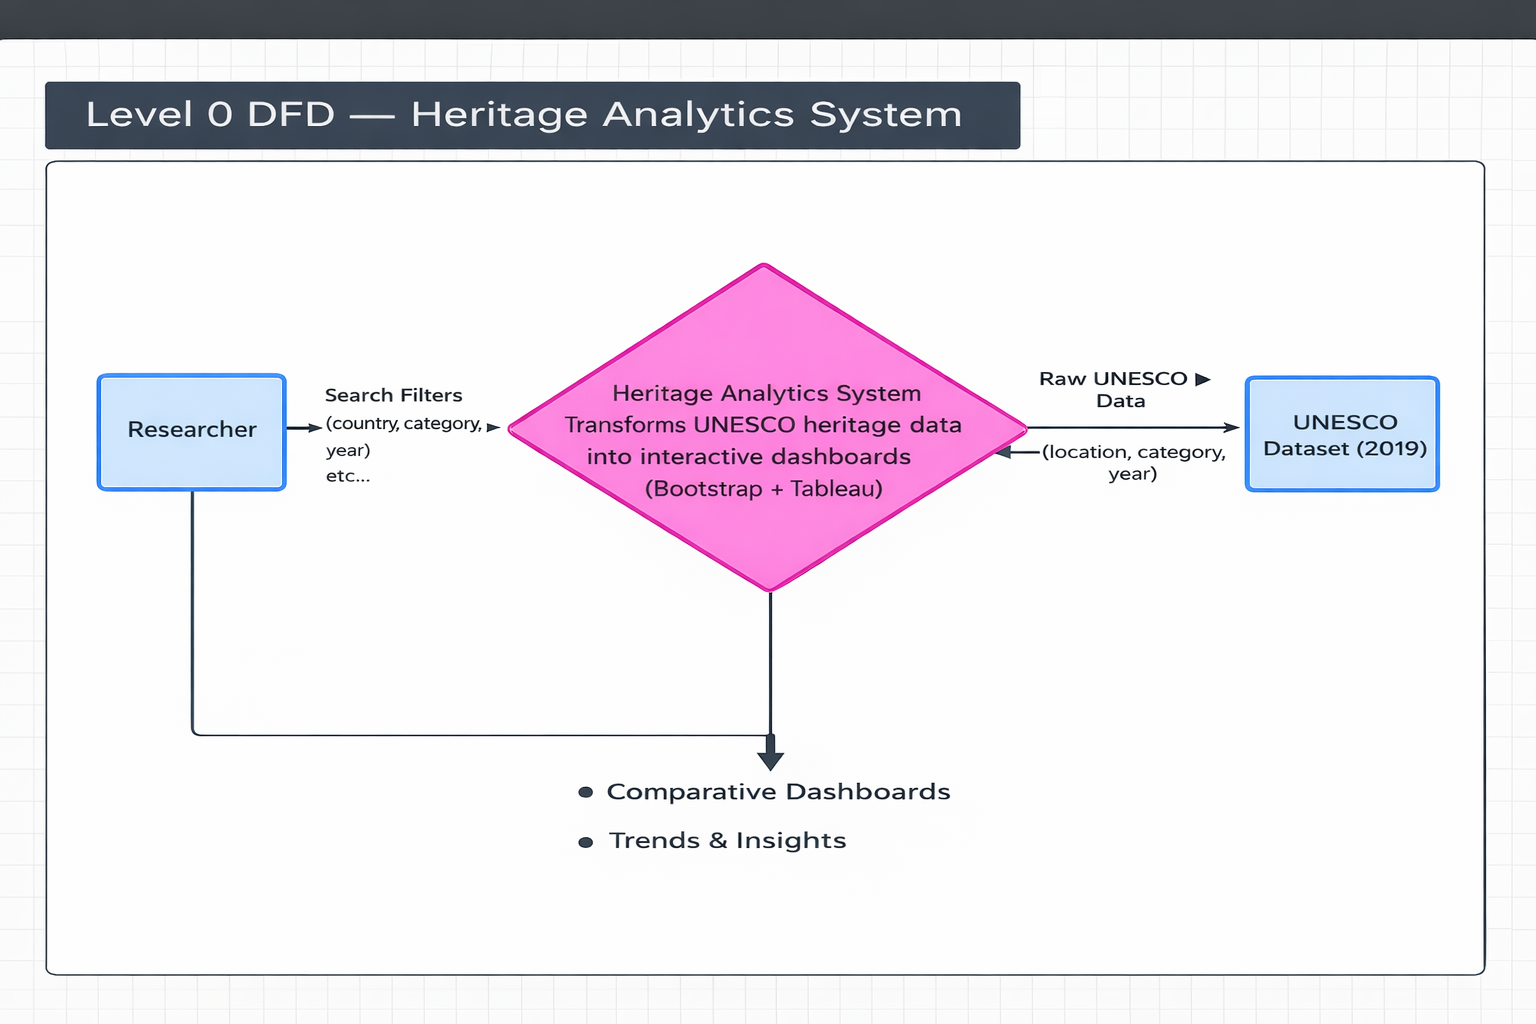 Level 0 DFD — Heritage Analytics System
Researcher
Search Filters
(country, category,
year)
etc...
Heritage Analytics System
Transforms UNESCO heritage data
into interactive dashboards
(Bootstrap + Tableau)
Raw UNESCO ►
Data
(location, category,
year)
UNESCO
Dataset (2019)
• Comparative Dashboards
• Trends & Insights